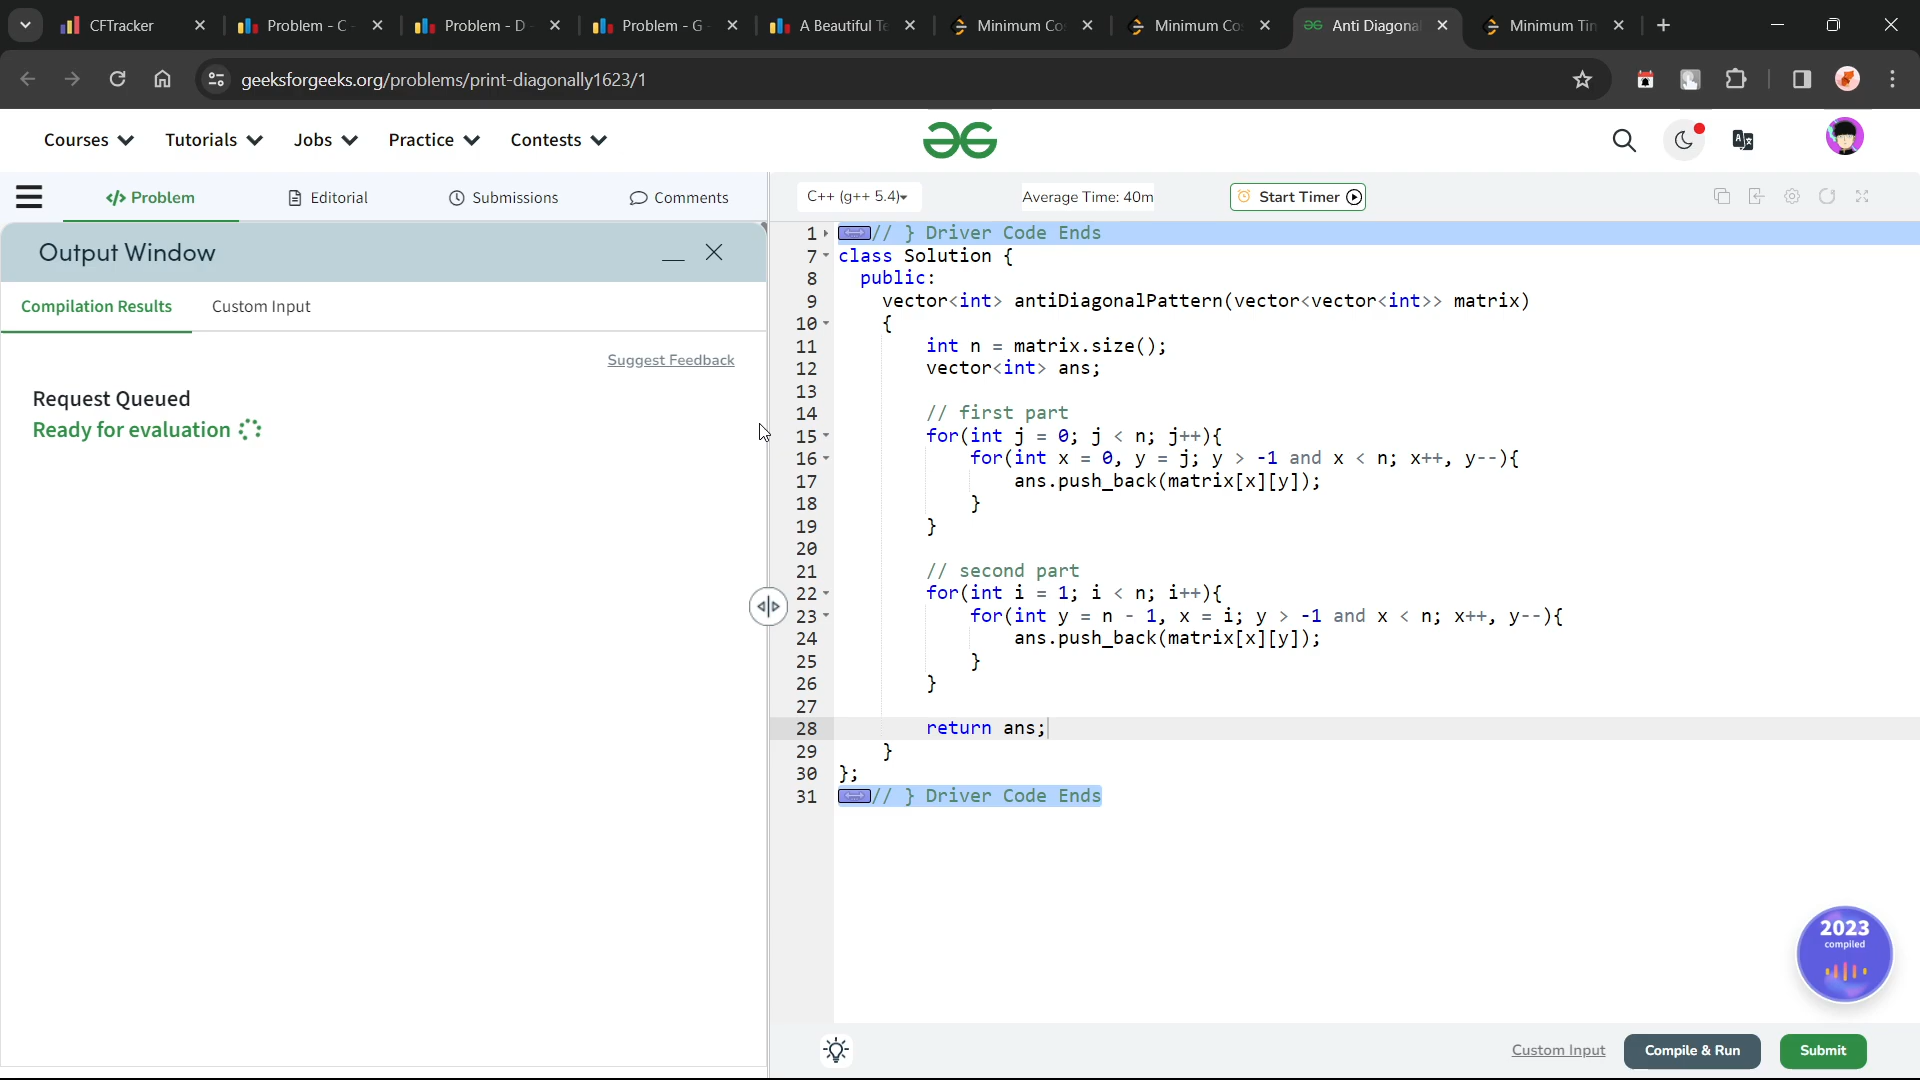 CFTracker
Problem - C -
Problem - D -
Problem - G -
A Beautiful Te
Minimum Co
Minimum Co
Anti Diagonal
Minimum Tin
geeksforgeeks.org/problems/print-diagonally1623/1
Courses
Tutorials
Jobs
Practice
Contests
</> Problem
Editorial
Submissions
Comments
C++ (g++ 5.4)
Average Time: 40m
Start Timer
Output Window
Compilation Results
Custom Input
Suggest Feedback
Request Queued
Ready for evaluation
1 // } Driver Code Ends
7 class Solution {
8 public:
9 vector<int> antiDiagonalPattern(vector<vector<int>> matrix)
10 {
11 int n = matrix.size();
12 vector<int> ans;
13
14 // first part
15 for(int j = 0; j < n; j++){
16 for(int x = 0, y = j; y > -1 and x < n; x++, y--){
17 ans.push_back(matrix[x][y]);
18 }
19 }
20
21 // second part
22 for(int i = 1; i < n; i++){
23 for(int y = n - 1, x = i; y > -1 and x < n; x++, y--){
24 ans.push_back(matrix[x][y]);
25 }
26 }
27
28 return ans;
29 }
30 };
31 // } Driver Code Ends
2023
compiled
Custom Input
Compile & Run
Submit